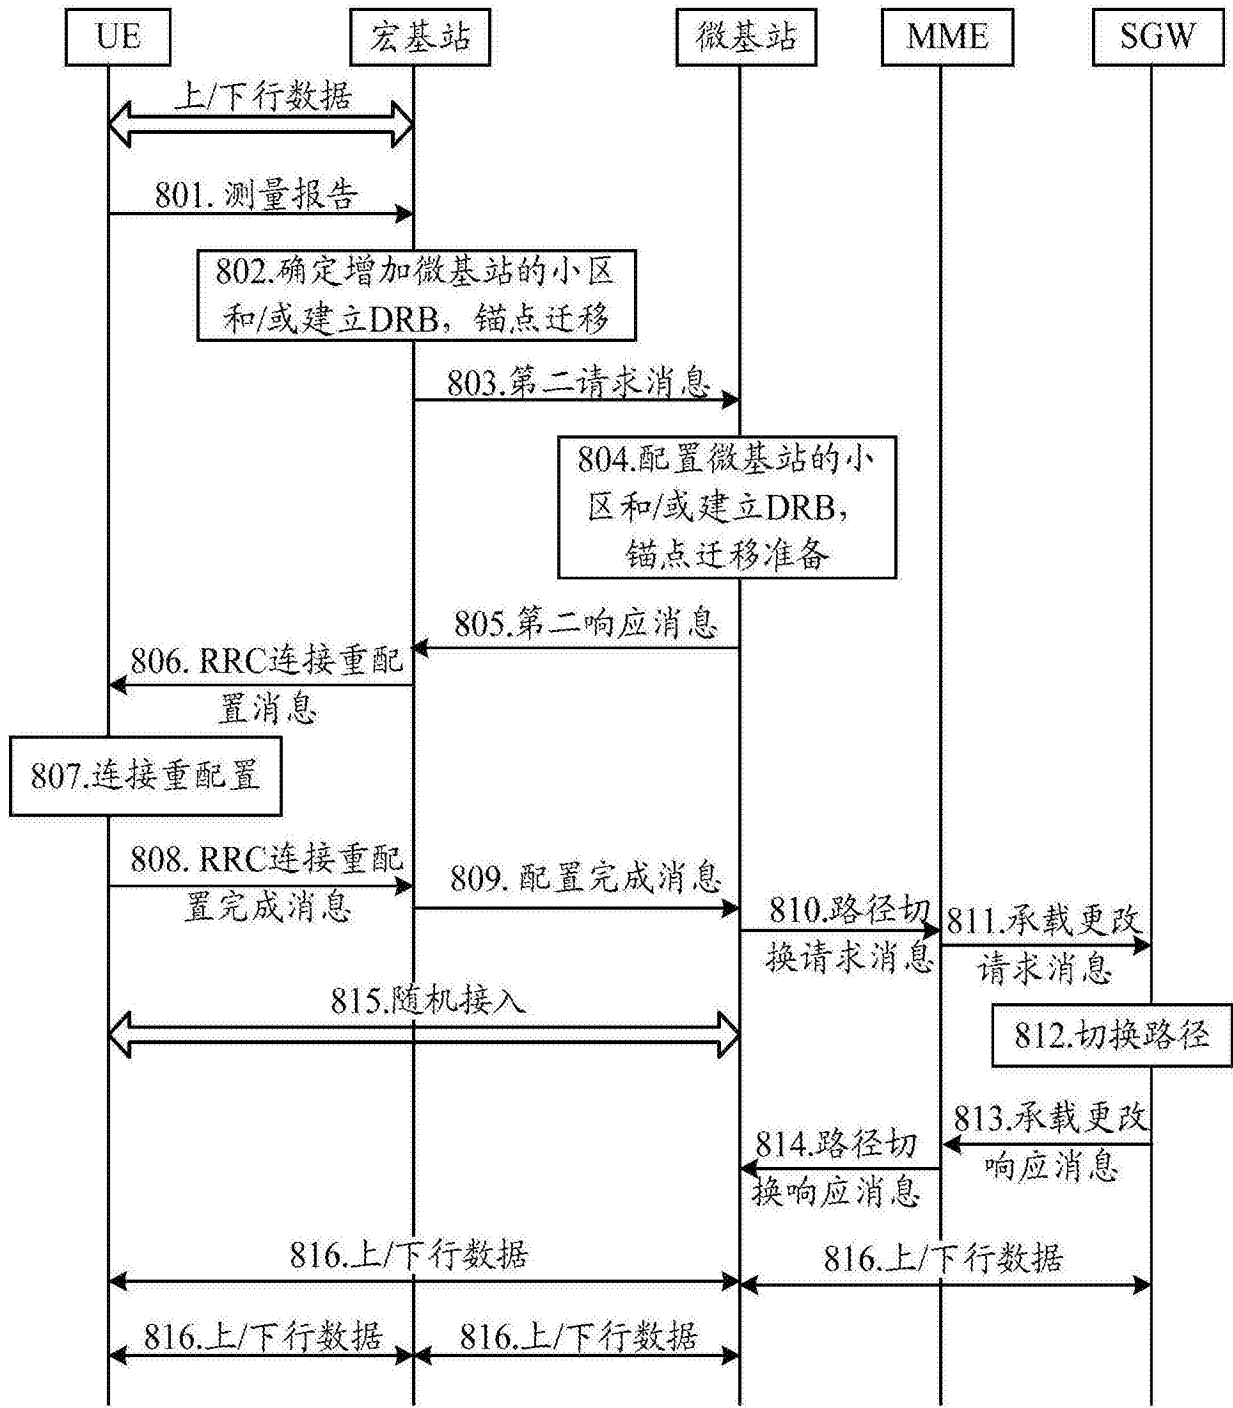 UE
宏基站
微基站
MME
SGW
上/下行数据
801. 测量报告
802.确定增加微基站的小区
和/或建立DRB，锚点迁移
803.第二请求消息
804.配置微基站的小
区和/或建立DRB，
锚点迁移准备
805.第二响应消息
806. RRC连接重配
置消息
807.连接重配置
808. RRC连接重配
置完成消息
809. 配置完成消息
810.路径切
换请求消息
811.承载更改
请求消息
815.随机接入
812.切换路径
813.承载更改
响应消息
814.路径切
换响应消息
816.上/下行数据
816.上/下行数据
816.上/下行数据
816.上/下行数据